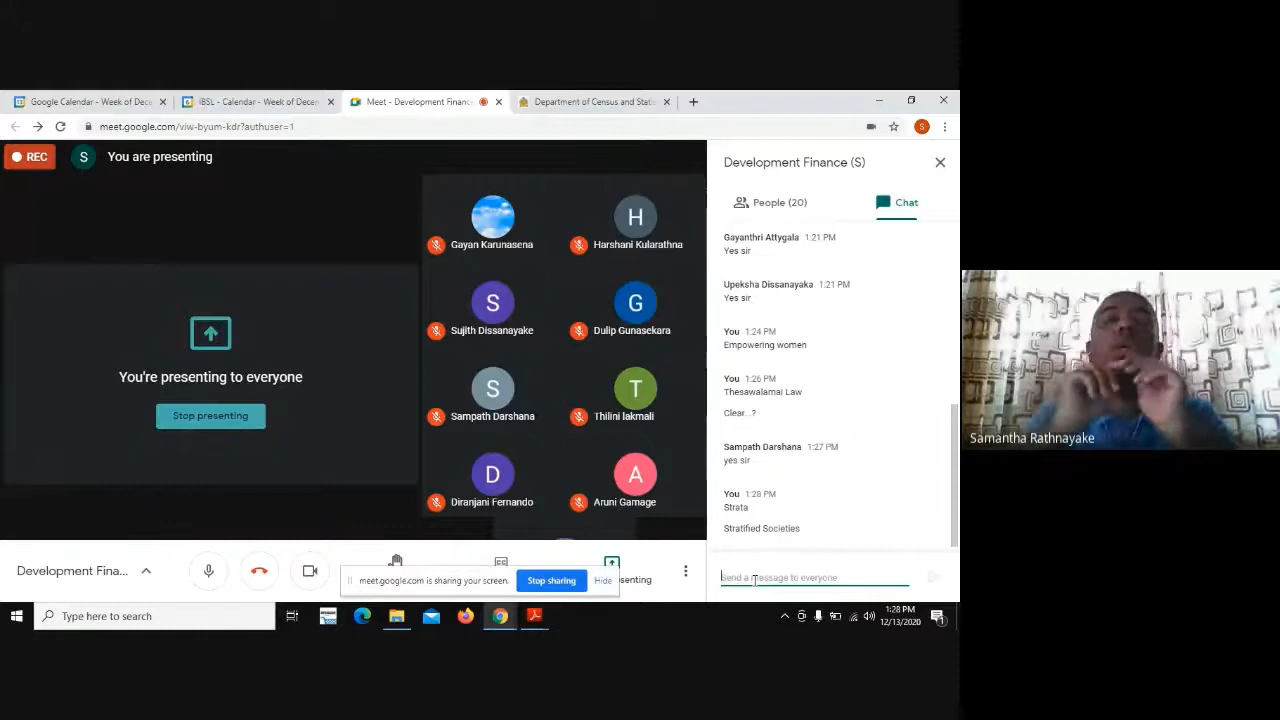 Google Calendar - Week of Dece
IBSL - Calendar - Week of Decem
Meet - Development Finance
Department of Census and Stati
meet.google.com/viw-byum-kdr?authuser=1
S
REC
S
You are presenting
You're presenting to everyone
Stop presenting
Gayan Karunasena
H
Harshani Kularathna
S
Sujith Dissanayake
G
Dulip Gunasekara
S
Sampath Darshana
T
Thilini lakmali
D
Diranjani Fernando
A
Aruni Gamage
Development Finance (S)
People (20)
Chat
Gayanthri Attygala 1:21 PM
Yes sir
Upeksha Dissanayaka 1:21 PM
Yes sir
You 1:24 PM
Empowering women
You 1:26 PM
Thesawalamai Law
Clear...?
Sampath Darshana 1:27 PM
yes sir
You 1:28 PM
Strata
Stratified Societies
Send a message to everyone
Samantha Rathnayake
Development Fina...
meet.google.com is sharing your screen.
Stop sharing
Hide
esenting
Type here to search
1:28 PM
12/13/2020
1